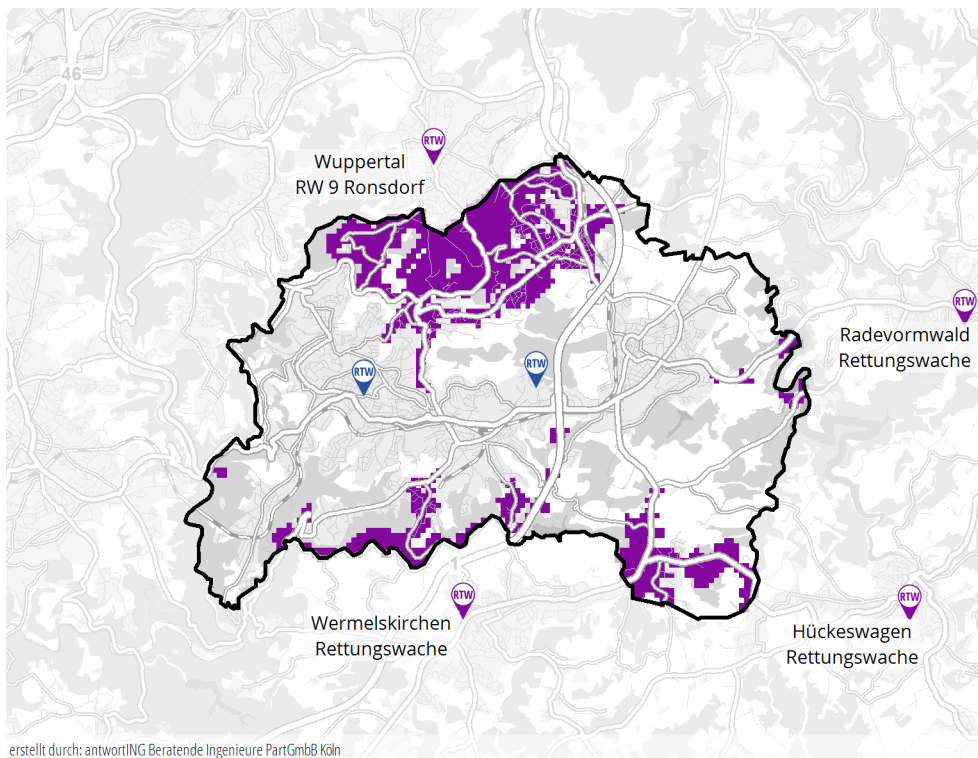 46
RTW
Wuppertal
RW 9 Ronsdorf
RTW
Radevormwald
Rettungswache
RTW
RTW
1
RTW
Wermelskirchen
Rettungswache
RTW
Hückeswagen
Rettungswache
erstellt durch: antwortING Beratende Ingenieure PartGmbB Köln